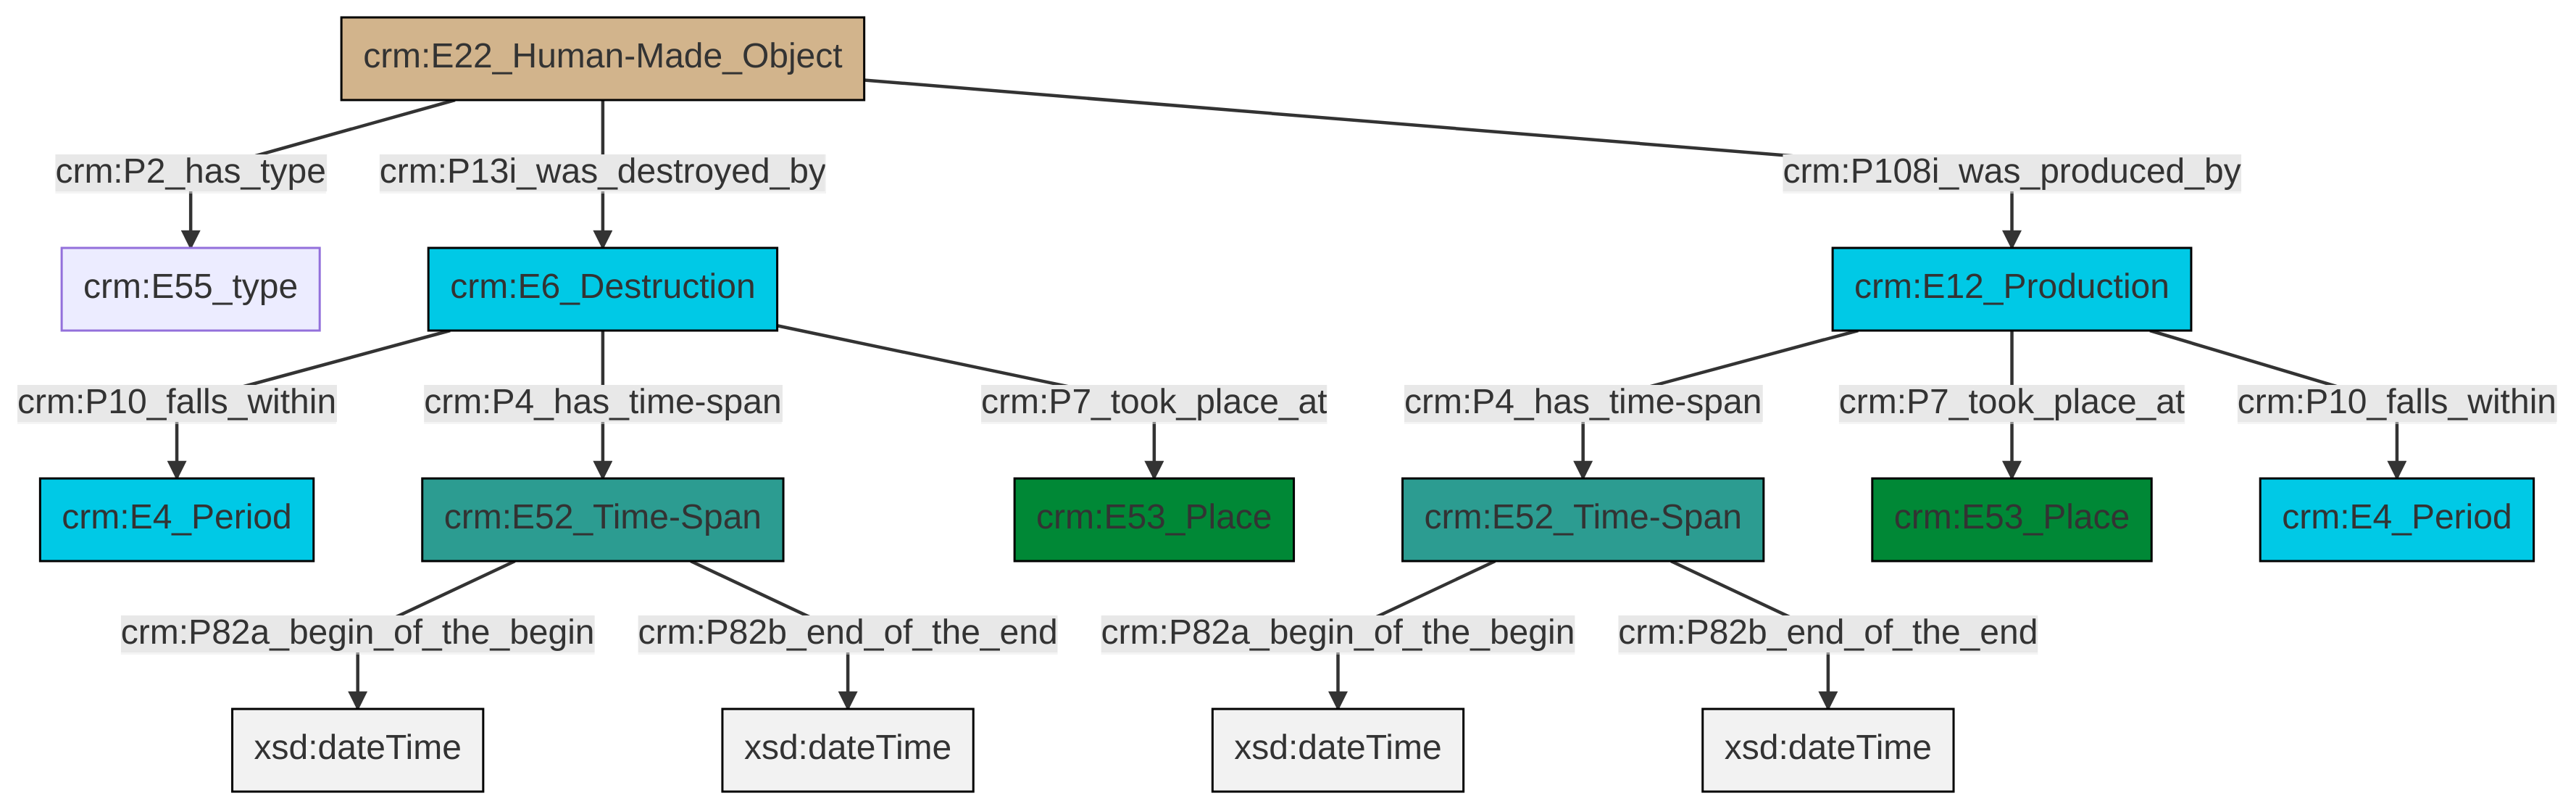 crm:E22_Human-Made_Object
crm:P2_has_type
crm:P13i_was_destroyed_by
crm:P108i_was_produced_by
crm:E55_type
crm:E6_Destruction
crm:E12_Production
crm:P10_falls_within
crm:P4_has_time-span
crm:P7_took_place_at
crm:P4_has_time-span
crm:P7_took_place_at
crm:P10_falls_within
crm:E4_Period
crm:E52_Time-Span
crm:E53_Place
crm:E52_Time-Span
crm:E53_Place
crm:E4_Period
crm:P82a_begin_of_the_begin
crm:P82b_end_of_the_end
crm:P82a_begin_of_the_begin
crm:P82b_end_of_the_end
xsd:dateTime
xsd:dateTime
xsd:dateTime
xsd:dateTime